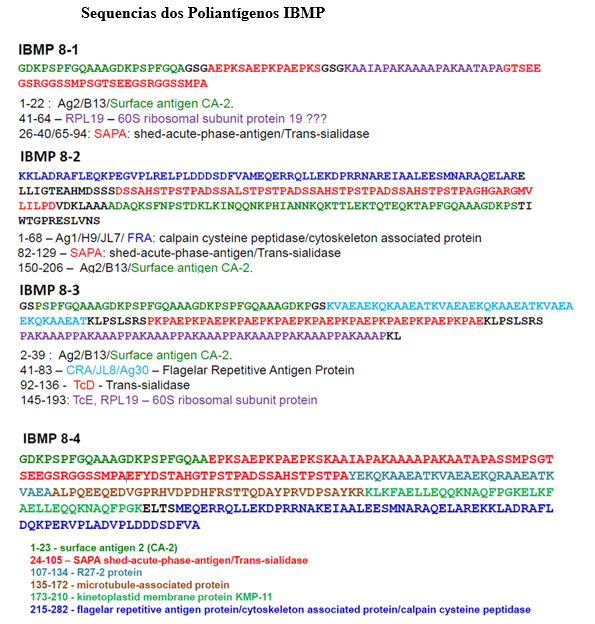 Sequencias dos Poliantígenos IBMP
IBMP 8-1
GDKPSPFGQAAAGDKPSPFGQAGSGAEPKSAEPKPAEPKSGSGKAAIAPAKAAAAPAKAATAPAGTSEE
GSRGGSSMPSGTSEEGSRGGSSMPA
1-22 : Ag2/B13/Surface antigen CA-2.
41-64 – RPL19 – 60S ribosomal subunit protein 19 ???
26-40/65-94: SAPA: shed-acute-phase-antigen/Trans-sialidase
IBMP 8-2
KKLADRAFLEQKPEGVPLRELPLDDDSDFVAMEQERRQLLEKDPRRNAREIAALEESMNARAQELARE
LLIGTEAHMDSSSDSSAHSTPSTPADSSALSTPSTPADSSAHSTPSTPADSSAHSTPSTPAGHGARGMV
LILPDVDKLAAAADAQKSFNPSTDKLKINQQNKPHIANNKQKTTLEKTQTEQKTAPFGQAAAGDKPSTI
WTGPRESLVNS
1-68 – Ag1/H9/JL7/ FRA: calpain cysteine peptidase/cytoskeleton associated protein
82-129 – SAPA: shed-acute-phase-antigen/Trans-sialidase
150-206 – Ag2/B13/Surface antigen CA-2.
IBMP 8-3
GSPSPFGQAAAGDKPSPFGQAAAGDKPSPFGQAAAGDKPGSKVAEAEKQKAAEATKVAEAEKQKAAEATKVAEA
EKQKAAEATKLPSLSRSPKPAEPKPAEPKPAEPKPAEPKPAEPKPAEPKPAEPKPAEPKPAEKLPSLSRS
PAKAAAPPAKAAAPPAKAAAPPAKAAAPPAKAAAPPAKAAAPPAKAAAPKL
2-39 : Ag2/B13/Surface antigen CA-2.
41-83 – CRA/JL8/Ag30 – Flagelar Repetitive Antigen Protein
92-136 - TcD - Trans-sialidase
145-193: TcE, RPL19 – 60S ribosomal subunit protein
IBMP 8-4
GDKPSPFGQAAAGDKPSPFGQAAEPKSAEPKPAEPKSKAAIAPAKAAAAPAKAATAPASSMPSGT
SEEGSRGGSSMPAEFYDSTAHGTPSTPADSSAHSTPSTPAYEKQKAAEATKVAEAEKQRAAEATK
VAEAALPQEEQEDVGPRHVDPDHFRSTTQDAYRPVDPSAYKRKLKFAELLEQQKNAQFPGKELKF
AELLEQQKNAQFPGKELTSMEQERRQLLEKDPRRNAKEIAALEESMNARAQELAREKKLADRAFL
DQKPERVPLADVPLDDDSDFVA
1-23 - surface antigen 2 (CA-2)
24-105 – SAPA shed-acute-phase-antigen/Trans-sialidase
107-134 - R27-2 protein
135-172 - microtubule-associated protein
173-210 - kinetoplastid membrane protein KMP-11
215-282 - flagelar repetitive antigen protein/cytoskeleton associated protein/calpain cysteine peptidase